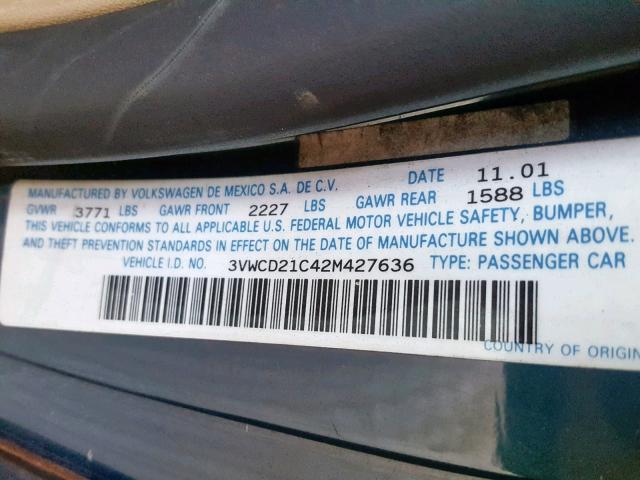 MANUFACTURED BY VOLKSWAGEN DE MEXICO S.A. DE C.V. DATE 11.01
GVWR 3771 LBS GAWR FRONT 2227 LBS GAWR REAR 1588 LBS
THIS VEHICLE CONFORMS TO ALL APPLICABLE U.S. FEDERAL MOTOR VEHICLE SAFETY, BUMPER,
AND THEFT PREVENTION STANDARDS IN EFFECT ON THE DATE OF MANUFACTURE SHOWN ABOVE.
VEHICLE I.D. NO. 3VWCD21C42M427636 TYPE: PASSENGER CAR
COUNTRY OF ORIGIN